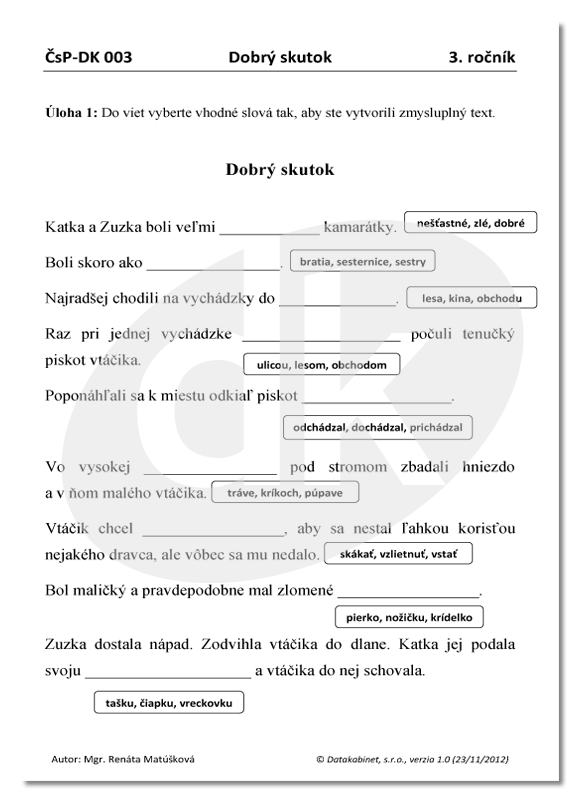 ČsP-DK 003 Dobrý skutok 3. ročník
Úloha 1: Do viet vyberte vhodné slová tak, aby ste vytvorili zmysluplný text.
Dobrý skutok
Katka a Zuzka boli veľmi ____________ kamarátky. nešťastné, zlé, dobré
Boli skoro ako ________________. bratia, sesternice, sestry
Najradšej chodili na vychádzky do ______________. lesa, kina, obchodu
Raz pri jednej vychádzke ___________________ počuli tenučký
piskot vtáčika. ulicou, lesom, obchodom
Poponáhľali sa k miestu odkiaľ piskot __________________.
odchádzal, dochádzal, prichádzal
Vo vysokej ________________ pod stromom zbadali hniezdo
a v ňom malého vtáčika. tráve, kríkoch, púpave
Vtáčik chcel _________________, aby sa nestal ľahkou korisťou
nejakého dravca, ale vôbec sa mu nedalo. skákať, vzlietnuť, vstať
Bol maličký a pravdepodobne mal zlomené _________________.
pierko, nožičku, krídelko
Zuzka dostala nápad. Zodvihla vtáčika do dlane. Katka jej podala
svoju ____________________ a vtáčika do nej schovala.
tašku, čiapku, vreckovku
Autor: Mgr. Renáta Matúšková © Datakabinet, s.r.o., verzia 1.0 (23/11/2012)
dk